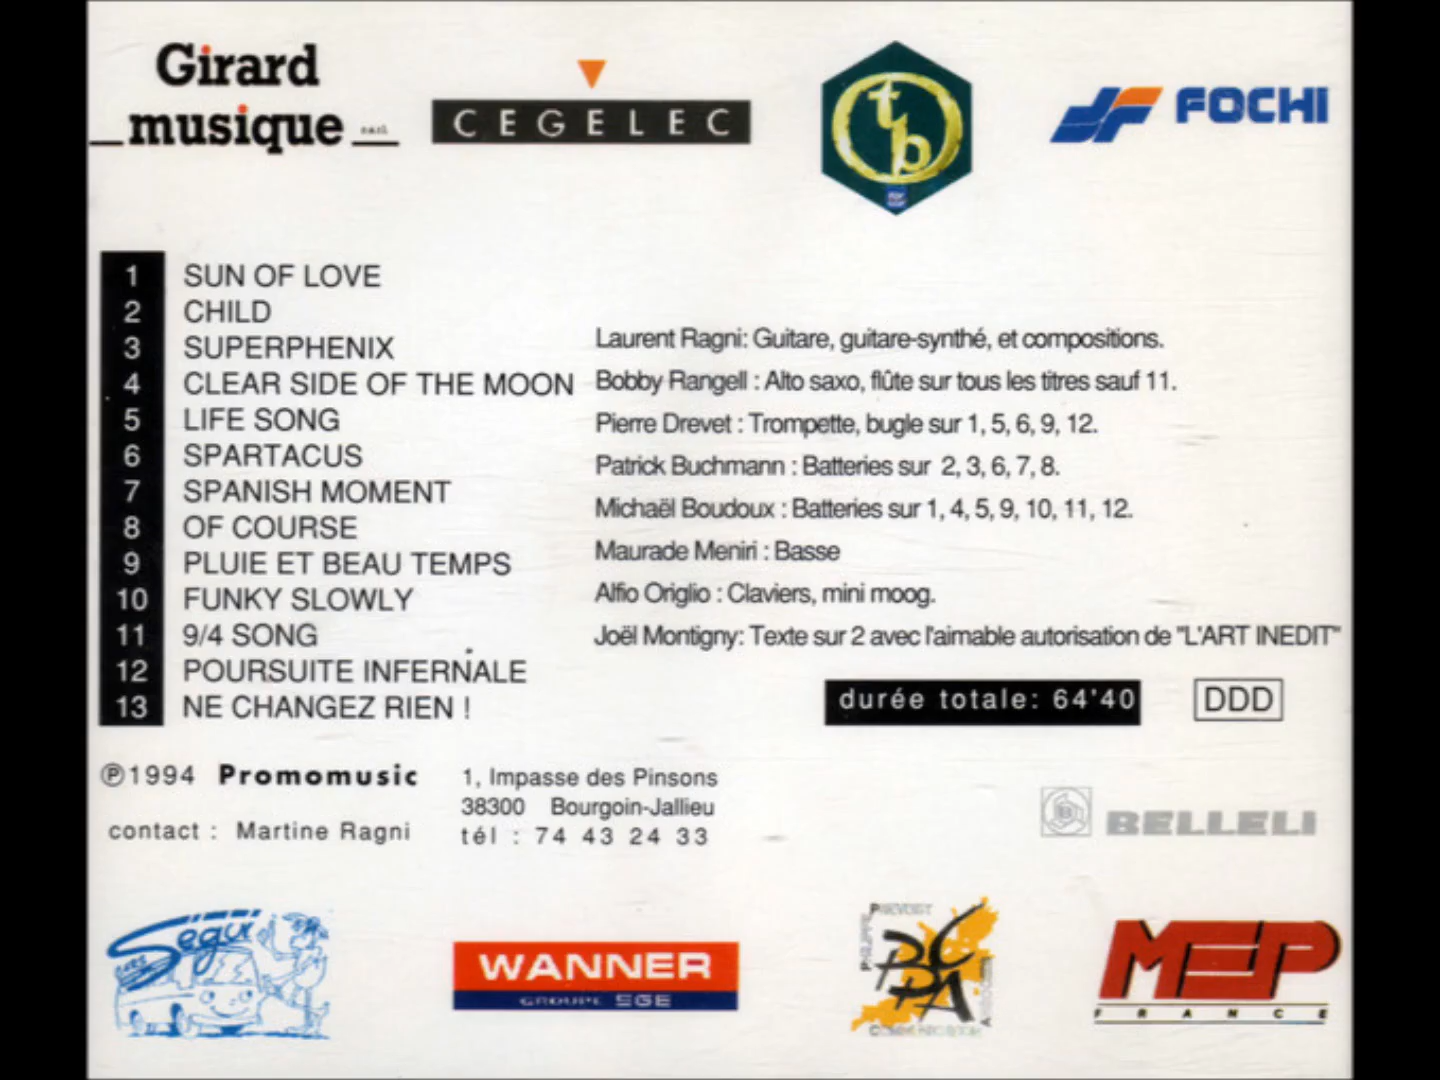 Girard
musique s.a.r.l.
CEGELEC
tb
FOCHI
1 SUN OF LOVE
2 CHILD
3 SUPERPHENIX
4 CLEAR SIDE OF THE MOON
5 LIFE SONG
6 SPARTACUS
7 SPANISH MOMENT
8 OF COURSE
9 PLUIE ET BEAU TEMPS
10 FUNKY SLOWLY
11 9/4 SONG
12 POURSUITE INFERNALE
13 NE CHANGEZ RIEN !
Laurent Ragni: Guitare, guitare-synthé, et compositions.
Bobby Rangell : Alto saxo, flûte sur tous les titres sauf 11.
Pierre Drevet : Trompette, bugle sur 1, 5, 6, 9, 12.
Patrick Buchmann : Batteries sur 2, 3, 6, 7, 8.
Michaël Boudoux : Batteries sur 1, 4, 5, 9, 10, 11, 12.
Maurade Meniri : Basse
Alfio Origlio : Claviers, mini moog.
Joël Montigny: Texte sur 2 avec l'aimable autorisation de "L'ART INEDIT"
durée totale: 64'40
DDD
℗1994 Promomusic
contact : Martine Ragni
1, Impasse des Pinsons
38300 Bourgoin-Jallieu
tél : 74 43 24 33
BELLELI
Ségui
WANNER
GROUPE SGE
MEP
FRANCE